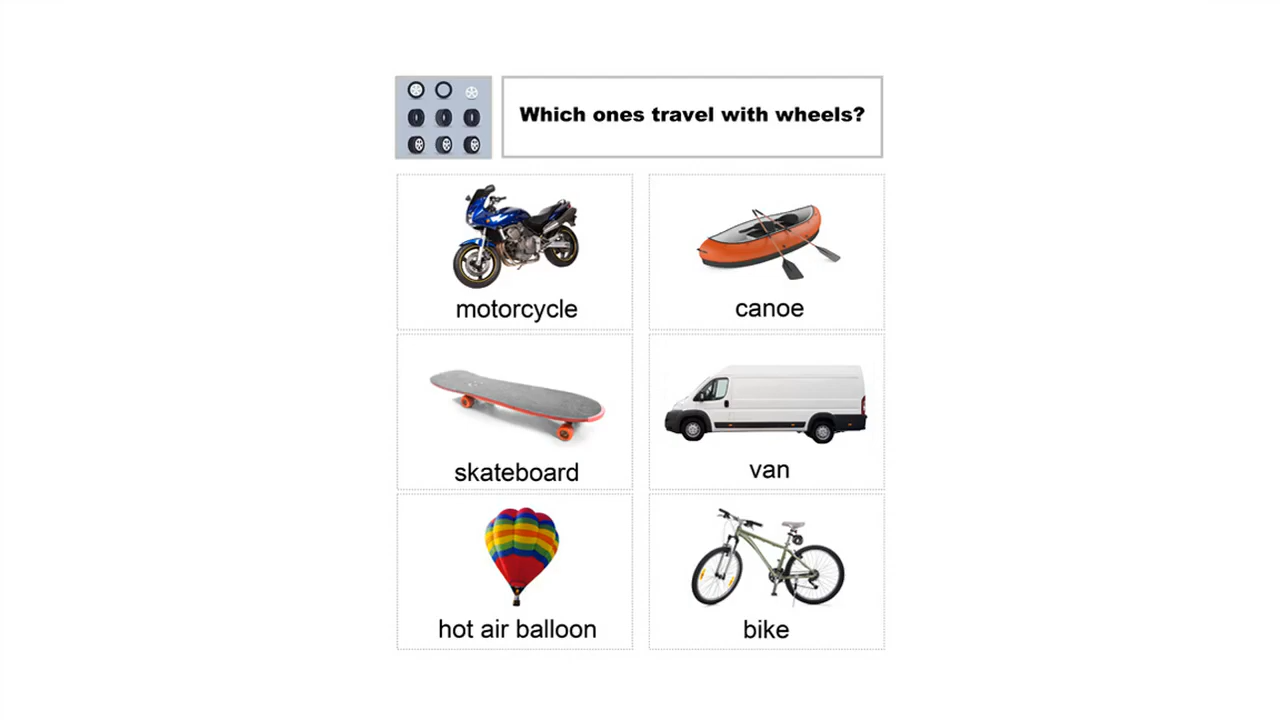 Which ones travel with wheels?
motorcycle
canoe
skateboard
van
hot air balloon
bike